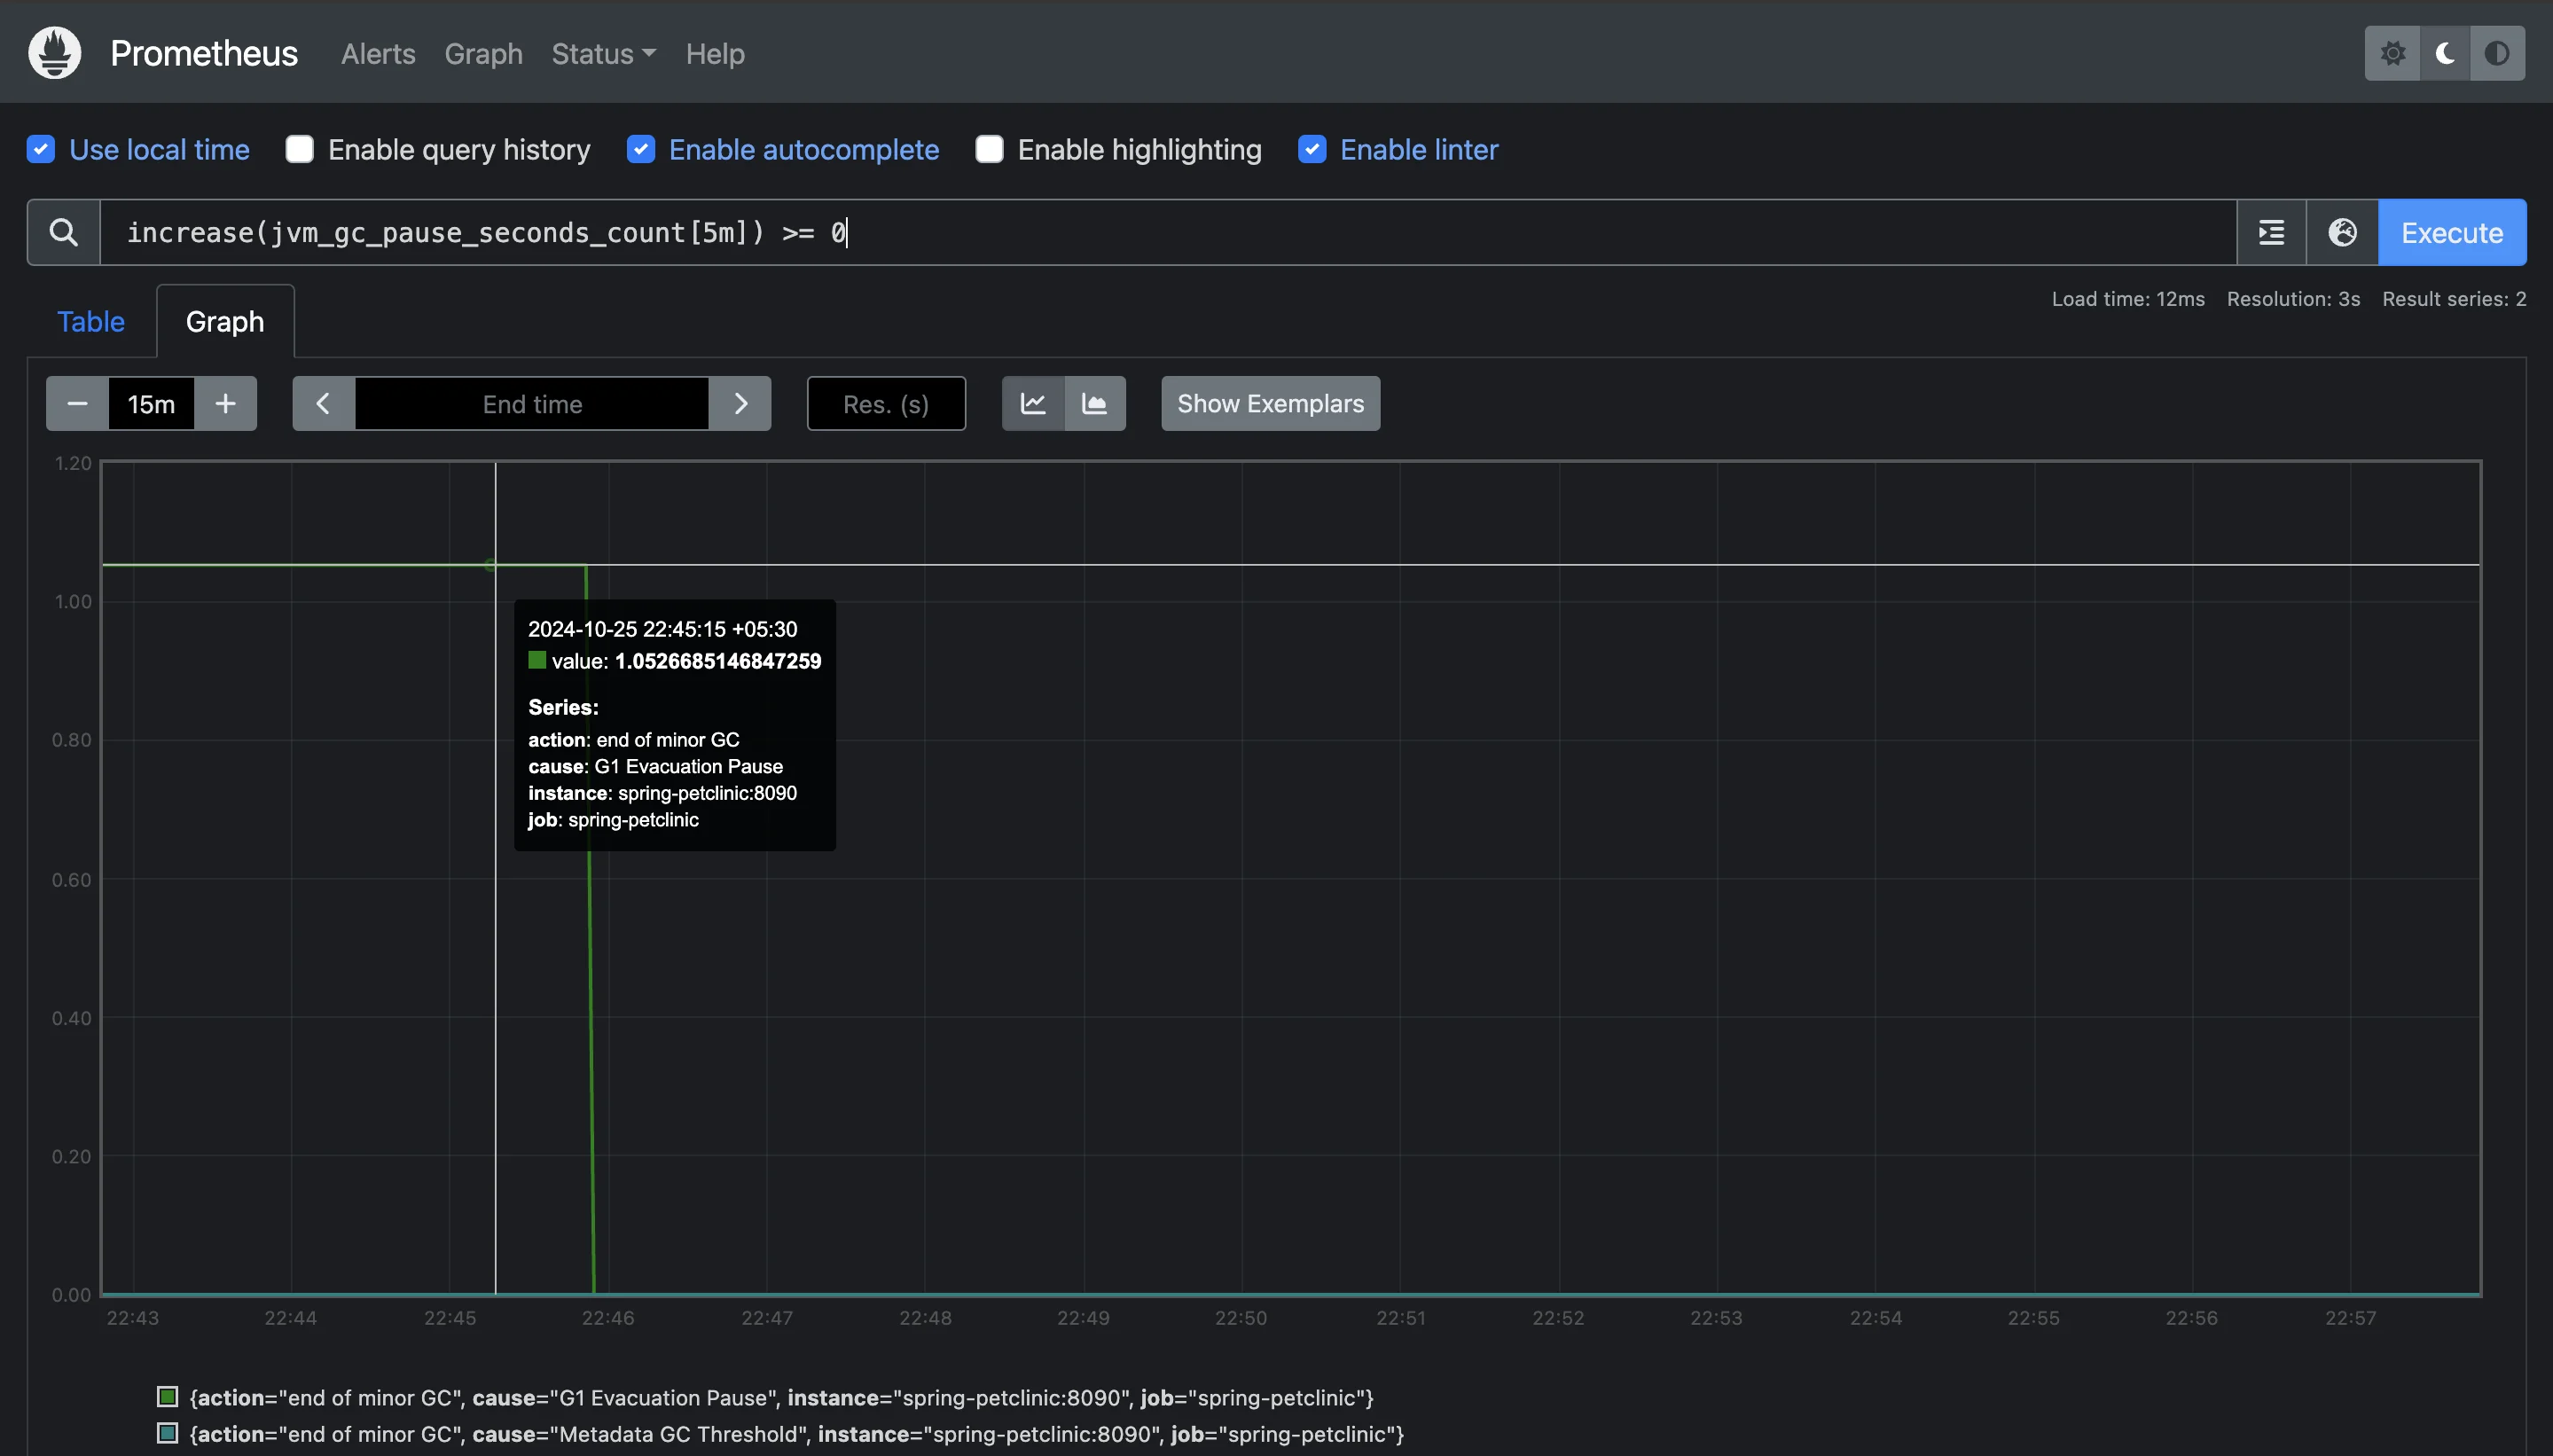 Prometheus Alerts Graph Status Help
Use local time Enable query history Enable autocomplete Enable highlighting Enable linter
increase(jvm_gc_pause_seconds_count[5m]) >= 0 Execute
Load time: 12ms Resolution: 3s Result series: 2
Table Graph
15m End time Res. (s) Show Exemplars
1.20
1.00
0.80
0.60
0.40
0.20
0.00
2024-10-25 22:45:15 +05:30
value: 1.0526685146847259
Series:
action: end of minor GC
cause: G1 Evacuation Pause
instance: spring-petclinic:8090
job: spring-petclinic
22:43 22:44 22:45 22:46 22:47 22:48 22:49 22:50 22:51 22:52 22:53 22:54 22:55 22:56 22:57
{action="end of minor GC", cause="G1 Evacuation Pause", instance="spring-petclinic:8090", job="spring-petclinic"}
{action="end of minor GC", cause="Metadata GC Threshold", instance="spring-petclinic:8090", job="spring-petclinic"}